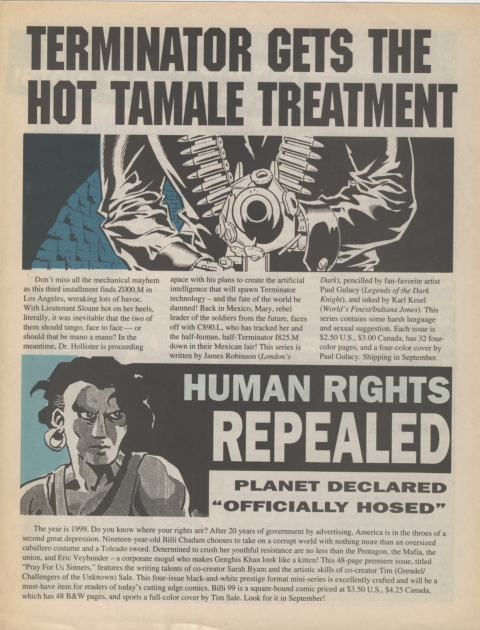 TERMINATOR GETS THE
HOT TAMALE TREATMENT
Don't miss all the mechanical mayhem
as this third installment finds Z000.M in
Los Angeles, wreaking lots of havoc.
With Lieutenant Sloane hot on her heels,
literally, it was inevitable that the two of
them should tango, face to face — or
should that be mano a mano? In the
meantime, Dr. Hollister is proceeding
apace with his plans to create the artificial
intelligence that will spawn Terminator
technology – and the fate of the world be
damned! Back in Mexico, Mary, rebel
leader of the soldiers from the future, faces
off with C890.L, who has tracked her and
the half-human, half-Terminator I825.M
down in their Mexican lair! This series is
written by James Robinson (London's
Dark), pencilled by fan-favorite artist
Paul Gulacy (Legends of the Dark
Knight), and inked by Karl Kesel
(World's Finest/Indiana Jones). This
series contains some harsh language
and sexual suggestion. Each issue is
$2.50 U.S., $3.00 Canada, has 32 four-
color pages, and a four-color cover by
Paul Gulacy. Shipping in September.
HUMAN RIGHTS
REPEALED
PLANET DECLARED
“OFFICIALLY HOSED”
The year is 1999. Do you know where your rights are? After 20 years of government by advertising, America is in the throes of a
second great depression. Nineteen-year-old Billi Chadam chooses to take on a corrupt world with nothing more than an oversized
caballero costume and a Toledo sword. Determined to crush her youthful resistance are no less than the Pentagon, the Mafia, the
union, and Eric Veyhunder – a corporate mogul who makes Genghis Khan look like a kitten! This 48-page premiere issue, titled
“Pray For Us Sinners,” features the writing talents of co-creator Sarah Byam and the artistic skills of co-creator Tim (Grendel/
Challengers of the Unknown) Sale. This four-issue black-and-white prestige format mini-series is excellently crafted and will be a
must-have item for readers of today's cutting edge comics. Billi 99 is a square-bound comic priced at $3.50 U.S., $4.25 Canada,
which has 48 B&W pages, and sports a full-color cover by Tim Sale. Look for it in September!